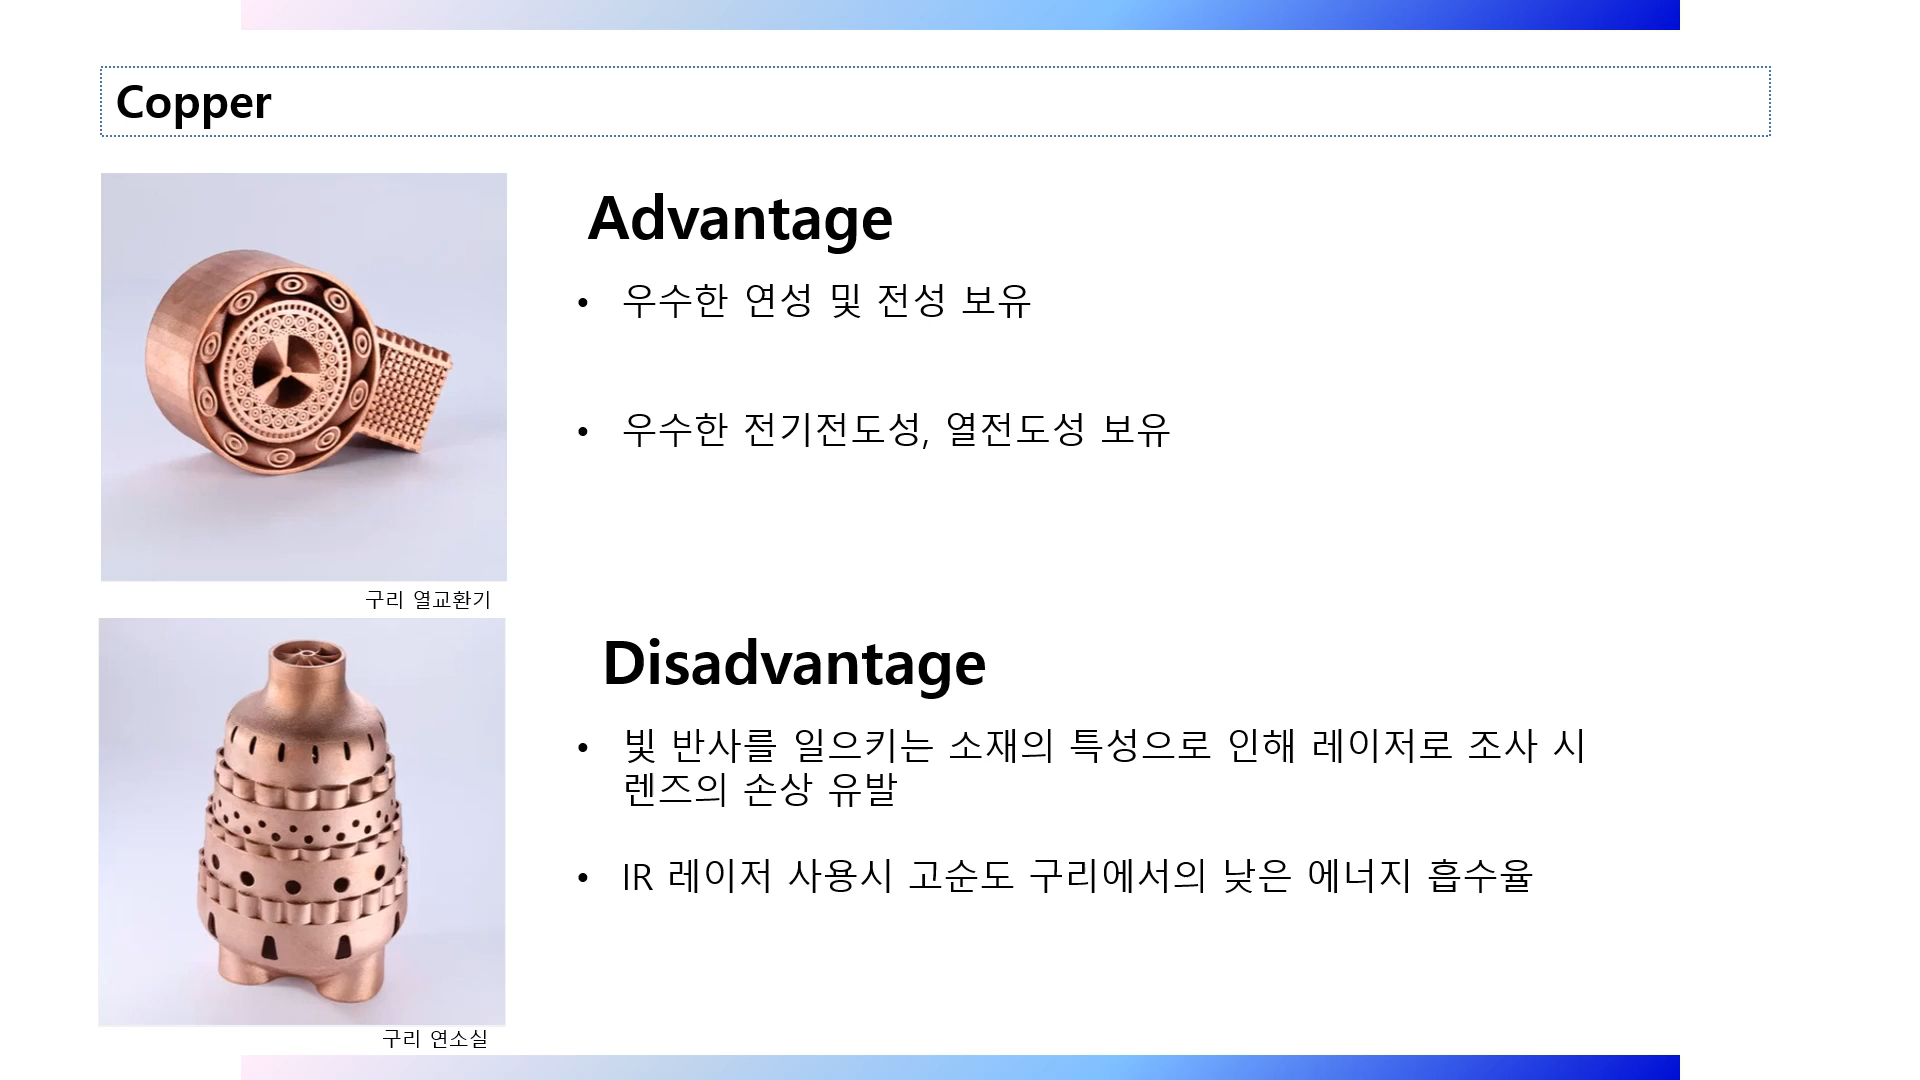 Copper
Advantage
• 우수한 연성 및 전성 보유
• 우수한 전기전도성, 열전도성 보유
구리 열교환기
Disadvantage
• 빛 반사를 일으키는 소재의 특성으로 인해 레이저로 조사 시
렌즈의 손상 유발
• IR 레이저 사용시 고순도 구리에서의 낮은 에너지 흡수율
구리 연소실